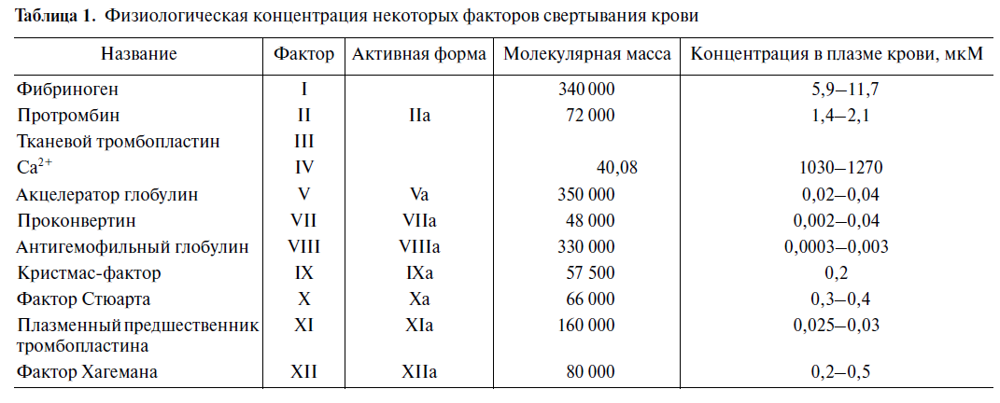 Таблица 1. Физиологическая концентрация некоторых факторов свертывания крови
Название Фактор Активная форма Молекулярная масса Концентрация в плазме крови, мкМ
Фибриноген I 340 000 5,9–11,7
Протромбин II IIa 72 000 1,4–2,1
Тканевой тромбопластин III
Ca2+ IV 40,08 1030–1270
Акцелератор глобулин V Va 350 000 0,02–0,04
Проконвертин VII VIIa 48 000 0,002–0,04
Антигемофильный глобулин VIII VIIIa 330 000 0,0003–0,003
Кристмас-фактор IX IXa 57 500 0,2
Фактор Стюарта X Xa 66 000 0,3–0,4
Плазменный предшественник XI XIa 160 000 0,025–0,03
тромбопластина
Фактор Хагемана XII XIIa 80 000 0,2–0,5